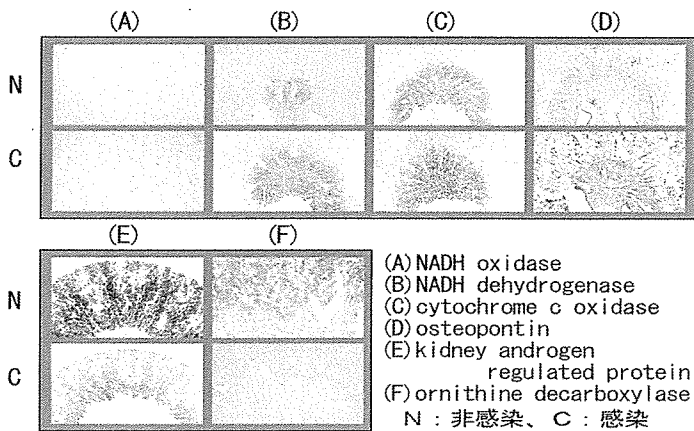 (A) (B) (C) (D)
N
C
(E) (F)
N
C
(A)NADH oxidase
(B)NADH dehydrogenase
(C)cytochrome c oxidase
(D)osteopontin
(E)kidney androgen
regulated protein
(F)ornithine decarboxylase
N：非感染、C：感染